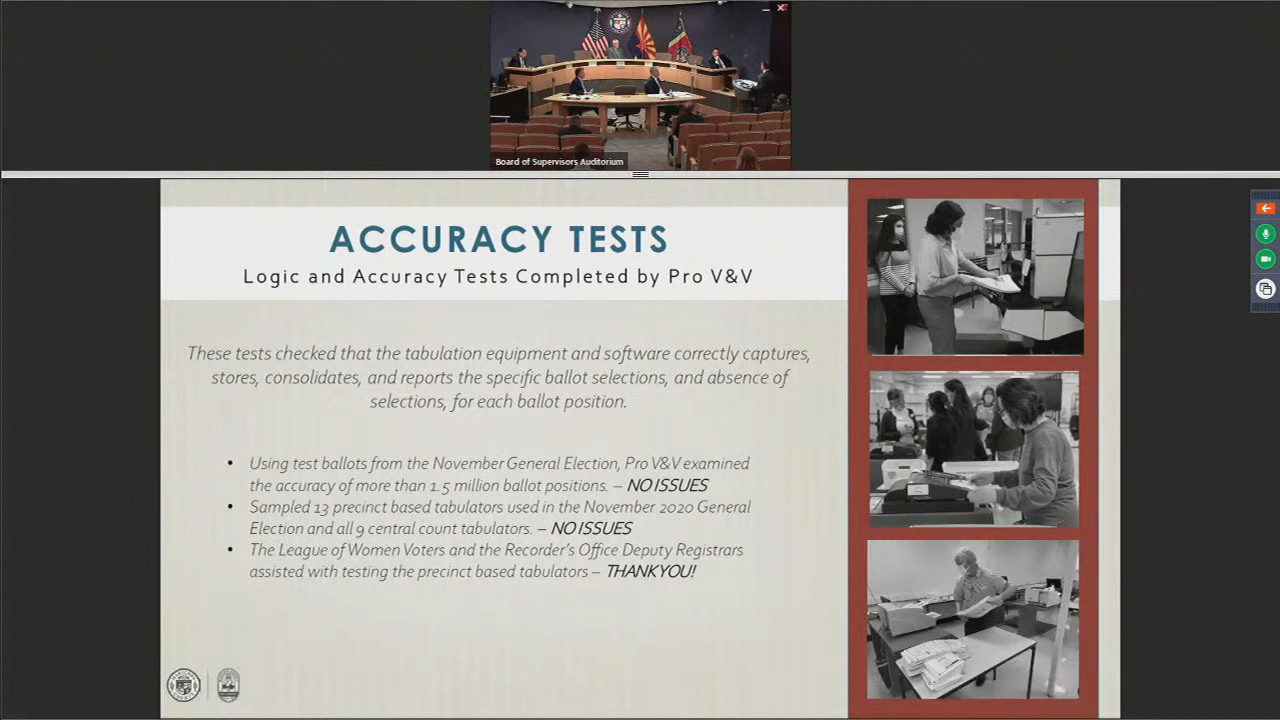 Board of Supervisors Auditorium
ACCURACY TESTS
Logic and Accuracy Tests Completed by Pro V&V
These tests checked that the tabulation equipment and software correctly captures,
stores, consolidates, and reports the specific ballot selections, and absence of
selections, for each ballot position.
• Using test ballots from the November General Election, Pro V&V examined
the accuracy of more than 1.5 million ballot positions. – NO ISSUES
• Sampled 13 precinct based tabulators used in the November 2020 General
Election and all 9 central count tabulators. – NO ISSUES
• The League of Women Voters and the Recorder's Office Deputy Registrars
assisted with testing the precinct based tabulators – THANK YOU!